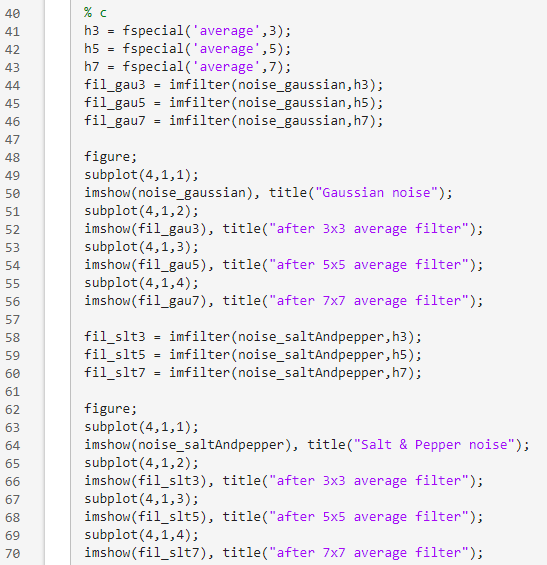 40 % c
41 h3 = fspecial('average',3);
42 h5 = fspecial('average',5);
43 h7 = fspecial('average',7);
44 fil_gau3 = imfilter(noise_gaussian,h3);
45 fil_gau5 = imfilter(noise_gaussian,h5);
46 fil_gau7 = imfilter(noise_gaussian,h7);
47
48 figure;
49 subplot(4,1,1);
50 imshow(noise_gaussian), title("Gaussian noise");
51 subplot(4,1,2);
52 imshow(fil_gau3), title("after 3x3 average filter");
53 subplot(4,1,3);
54 imshow(fil_gau5), title("after 5x5 average filter");
55 subplot(4,1,4);
56 imshow(fil_gau7), title("after 7x7 average filter");
57
58 fil_slt3 = imfilter(noise_saltAndpepper,h3);
59 fil_slt5 = imfilter(noise_saltAndpepper,h5);
60 fil_slt7 = imfilter(noise_saltAndpepper,h7);
61
62 figure;
63 subplot(4,1,1);
64 imshow(noise_saltAndpepper), title("Salt & Pepper noise");
65 subplot(4,1,2);
66 imshow(fil_slt3), title("after 3x3 average filter");
67 subplot(4,1,3);
68 imshow(fil_slt5), title("after 5x5 average filter");
69 subplot(4,1,4);
70 imshow(fil_slt7), title("after 7x7 average filter");